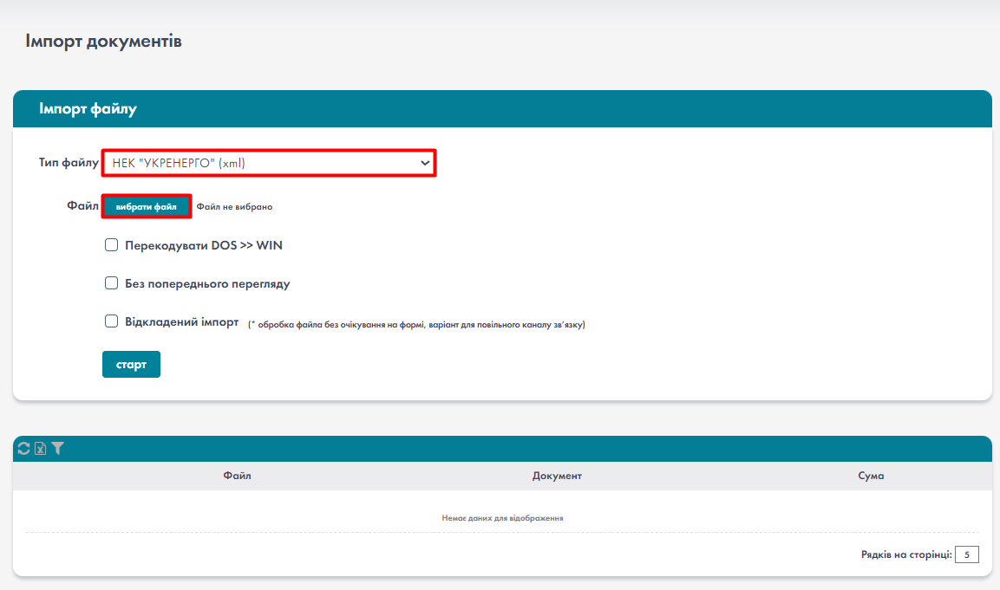 Імпорт документів
Імпорт файлу
Тип файлу НЕК "УКРЕНЕРГО" (xml)
Файл вибрати файл Файл не вибрано
Перекодувати DOS >> WIN
Без попереднього перегляду
Відкладений імпорт (* обробка файла без очікування на формі, варіант для повільного каналу зв'язку)
старт
Файл Документ Сума
Немає даних для відображення
Рядків на сторінці: 5